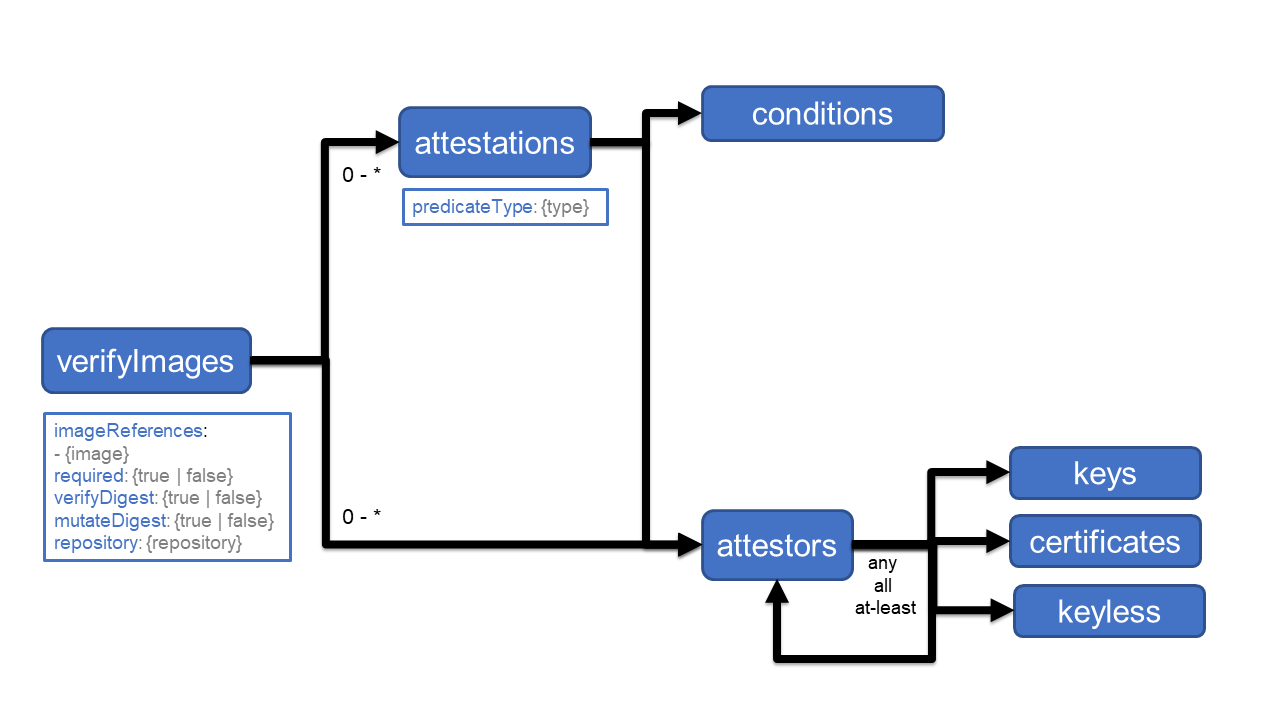 conditions
attestations
0 - *
predicateType: {type}
verifyImages
imageReferences:
- {image}
required: {true | false}
verifyDigest: {true | false}
mutateDigest: {true | false}
repository: {repository}
0 - *
attestors
any
all
at-least
keys
certificates
keyless